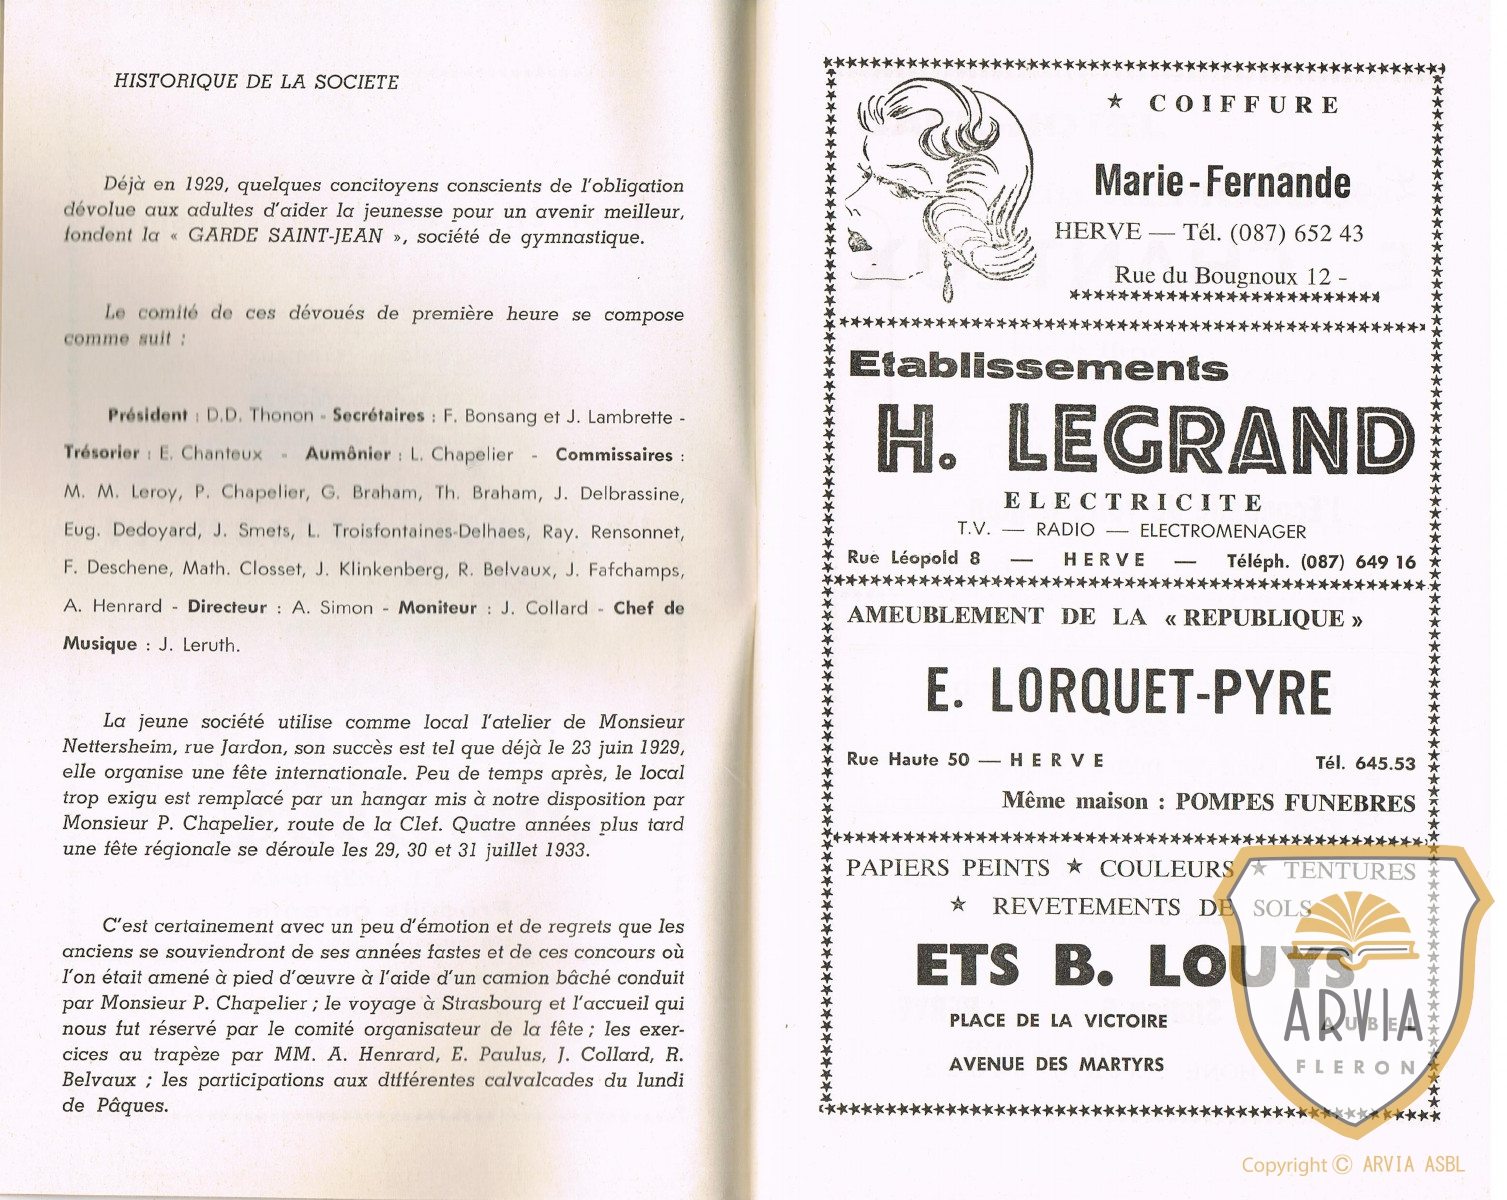 HISTORIQUE DE LA SOCIETE
Déjà en 1929, quelques concitoyens conscients de l'obligation
dévolue aux adultes d'aider la jeunesse pour un avenir meilleur,
fondent la « GARDE SAINT-JEAN », société de gymnastique.
Le comité de ces dévoués de première heure se compose
comme suit :
Président : D.D. Thonon - Secrétaires : F. Bonsang et J. Lambrette -
Trésorier : E. Chanteux - Aumônier : L. Chapelier - Commissaires :
M. M. Leroy, P. Chapelier, G. Braham, Th. Braham, J. Delbrassine,
Eug. Dedoyard, J. Smets, L. Troisfontaines-Delhaes, Ray. Rensonnet,
F. Deschene, Math. Closset, J. Klinkenberg, R. Belvaux, J. Fafchamps,
A. Henrard - Directeur : A. Simon - Moniteur : J. Collard - Chef de
Musique : J. Leruth.
La jeune société utilise comme local l'atelier de Monsieur
Nettersheim, rue Jardon, son succès est tel que déjà le 23 juin 1929,
elle organise une fête internationale. Peu de temps après, le local
trop exigu est remplacé par un hangar mis à notre disposition par
Monsieur P. Chapelier, route de la Clef. Quatre années plus tard
une fête régionale se déroule les 29, 30 et 31 juillet 1933.
C'est certainement avec un peu d'émotion et de regrets que les
anciens se souviendront de ses années fastes et de ces concours où
l'on était amené à pied d'œuvre à l'aide d'un camion bâché conduit
par Monsieur P. Chapelier ; le voyage à Strasbourg et l'accueil qui
nous fut réservé par le comité organisateur de la fête ; les exer-
cices au trapèze par MM. A. Henrard, E. Paulus, J. Collard, R.
Belvaux ; les participations aux dtfférentes calvalcades du lundi
de Pâques.
★ COIFFURE
Marie-Fernande
HERVE — Tél. (087) 652 43
Rue du Bougnoux 12 -
Etablissements
H. LEGRAND
ELECTRICITE
T.V. — RADIO — ELECTROMENAGER
Rue Léopold 8 — HERVE — Téléph. (087) 649 16
AMEUBLEMENT DE LA « REPUBLIQUE »
E. LORQUET-PYRE
Rue Haute 50 — HERVE Tél. 645.53
Même maison : POMPES FUNEBRES
PAPIERS PEINTS ★ COULEURS ★ TENTURES
★ REVETEMENTS DE SOLS
ETS B. LOUYS
PLACE DE LA VICTOIRE AUBEL
AVENUE DES MARTYRS FLERON
ARVIA
Copyright © ARVIA ASBL